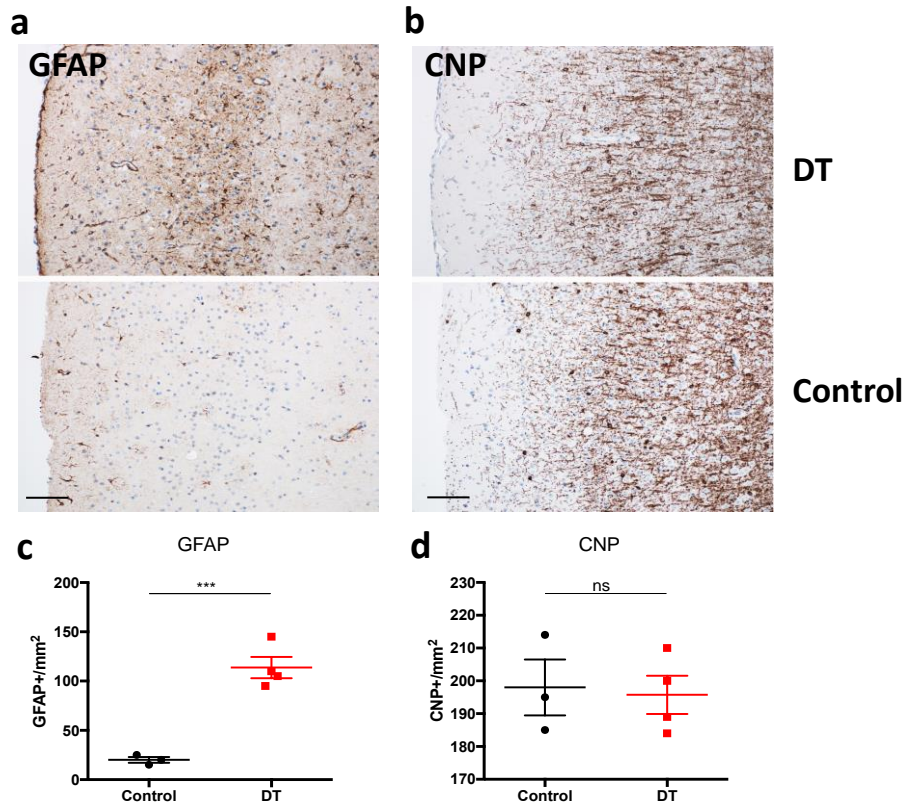 a
b
GFAP
CNP
DT
Control
c
GFAP
***
GFAP+/mm²
200
150
100
50
0
Control
DT
d
CNP
ns
CNP+/mm²
230
220
210
200
190
180
170
Control
DT